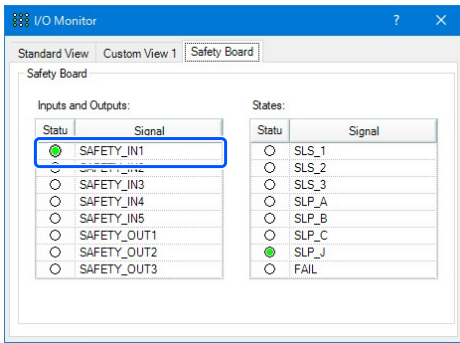 I/O Monitor ? ×
Standard View Custom View 1 Safety Board
Safety Board
Inputs and Outputs: States:
Statu Signal Statu Signal
SAFETY_IN1 SLS_1
SAFETY_IN2 SLS_2
SAFETY_IN3 SLS_3
SAFETY_IN4 SLP_A
SAFETY_IN5 SLP_B
SAFETY_OUT1 SLP_C
SAFETY_OUT2 SLP_J
SAFETY_OUT3 FAIL